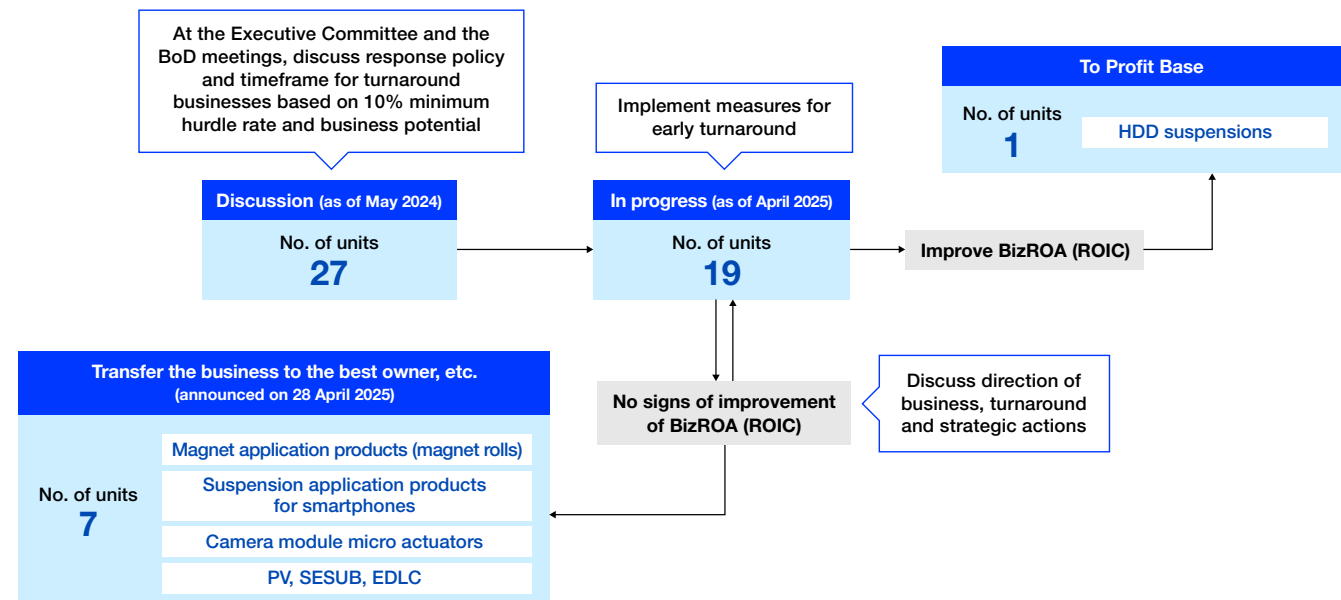 At the Executive Committee and the
BoD meetings, discuss response policy
and timeframe for turnaround
businesses based on 10% minimum
hurdle rate and business potential
Implement measures for
early turnaround
To Profit Base
No. of units
1
HDD suspensions
Discussion (as of May 2024)
No. of units
27
In progress (as of April 2025)
No. of units
19
Improve BizROA (ROIC)
Transfer the business to the best owner, etc.
(announced on 28 April 2025)
No. of units
7
Magnet application products (magnet rolls)
Suspension application products
for smartphones
Camera module micro actuators
PV, SESUB, EDLC
No signs of improvement
of BizROA (ROIC)
Discuss direction of
business, turnaround
and strategic actions